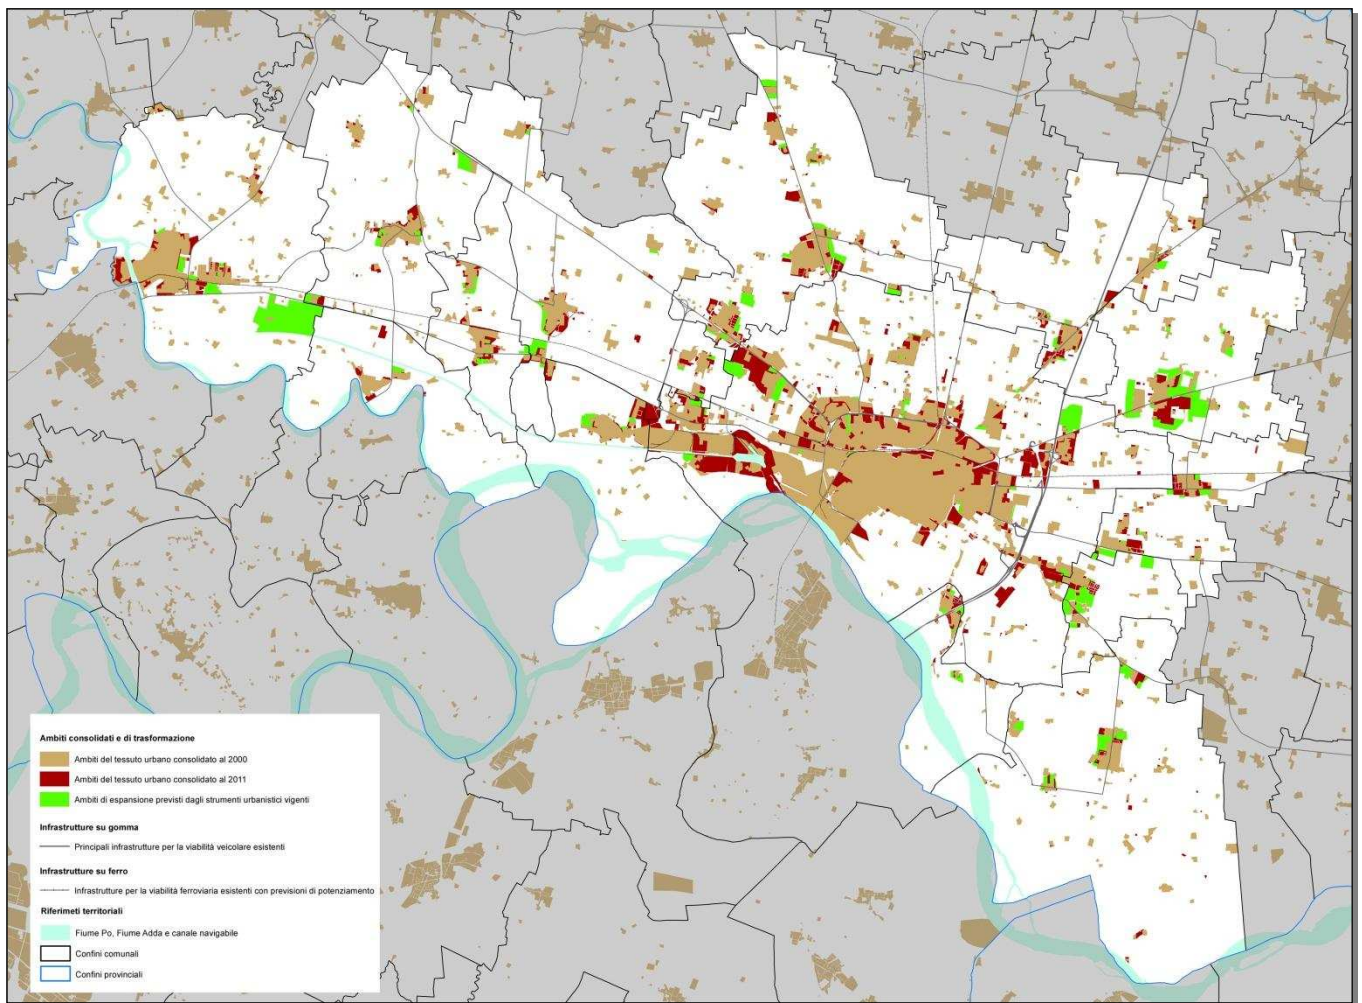 Ambiti consolidati e di trasformazione
Ambiti del tessuto urbano consolidato al 2000
Ambiti del tessuto urbano consolidato al 2011
Ambiti di espansione previsti dagli strumenti urbanistici vigenti
Infrastrutture su gomma
Principali infrastrutture per la viabilità veicolare esistenti
Infrastrutture su ferro
Infrastrutture per la viabilità ferroviaria esistenti con previsioni di potenziamento
Riferimeti territoriali
Fiume Po, Fiume Adda e canale navigabile
Confini comunali
Confini provinciali